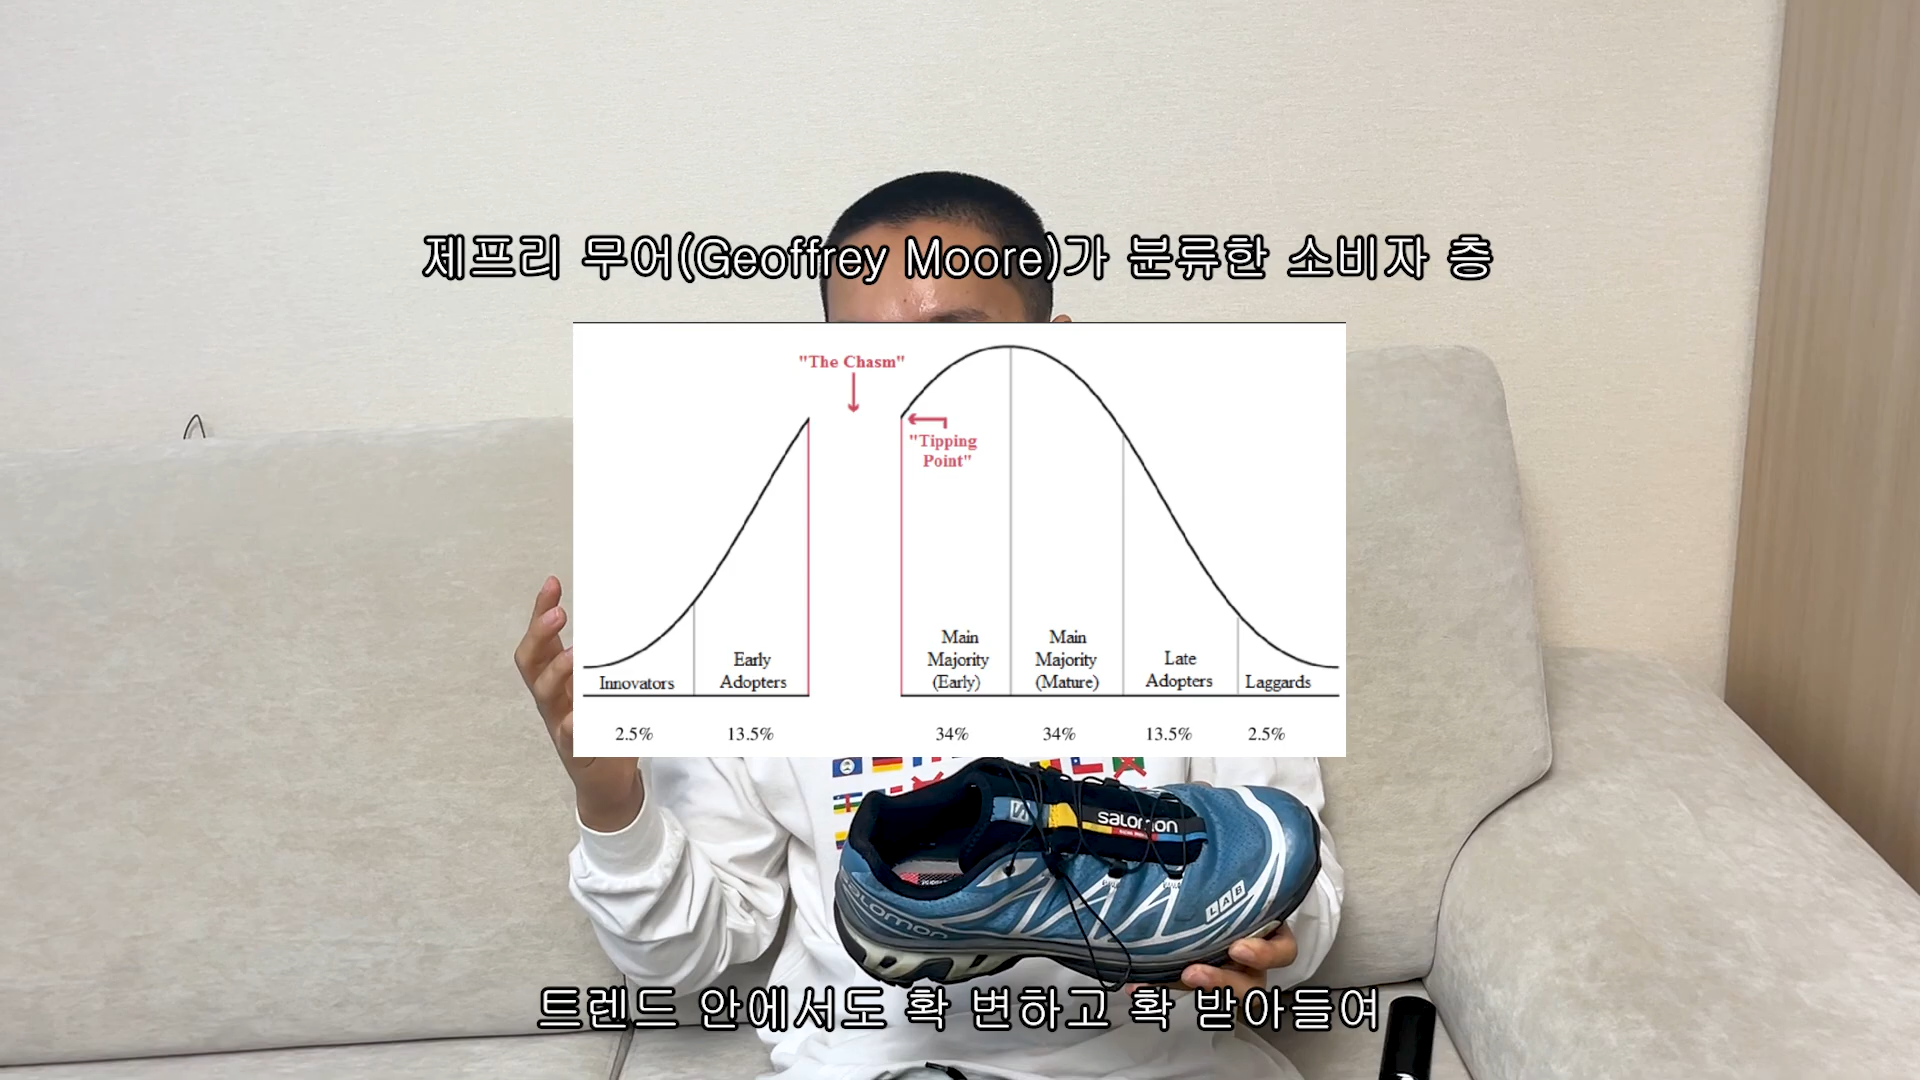 제프리 무어(Geoffrey Moore)가 분류한 소비자 층
"The Chasm"
"Tipping
Point"
Innovators
Early
Adopters
Main
Majority
(Early)
Main
Majority
(Mature)
Late
Adopters
Laggards
2.5%
13.5%
34%
34%
13.5%
2.5%
S
salomon
salomon
LAB
트렌드 안에서도 확 변하고 확 받아들여